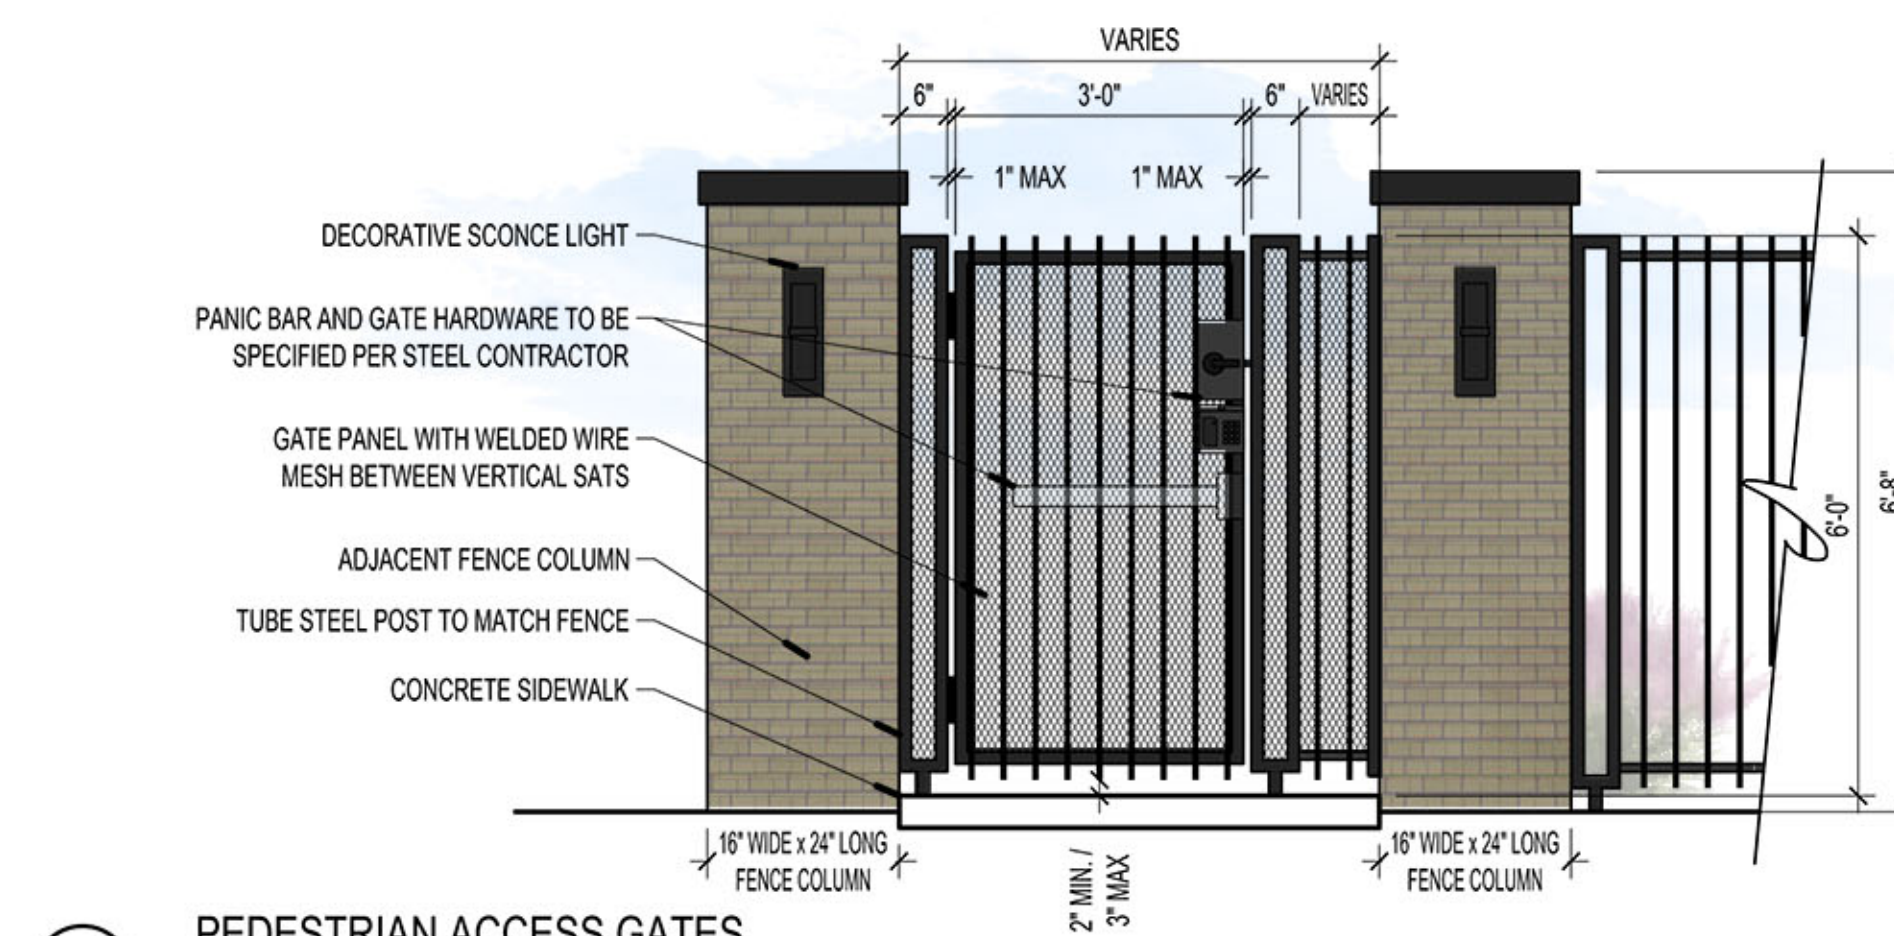 VARIES
6" 3'-0" 6" VARIES
1" MAX 1" MAX
DECORATIVE SCONCE LIGHT
PANIC BAR AND GATE HARDWARE TO BE
SPECIFIED PER STEEL CONTRACTOR
GATE PANEL WITH WELDED WIRE
MESH BETWEEN VERTICAL SATS
ADJACENT FENCE COLUMN
TUBE STEEL POST TO MATCH FENCE
CONCRETE SIDEWALK
6'-0"
6'-8"
16" WIDE x 24" LONG
FENCE COLUMN
2" MIN. /
3" MAX
16" WIDE x 24" LONG
FENCE COLUMN
PEDESTRIAN ACCESS GATES